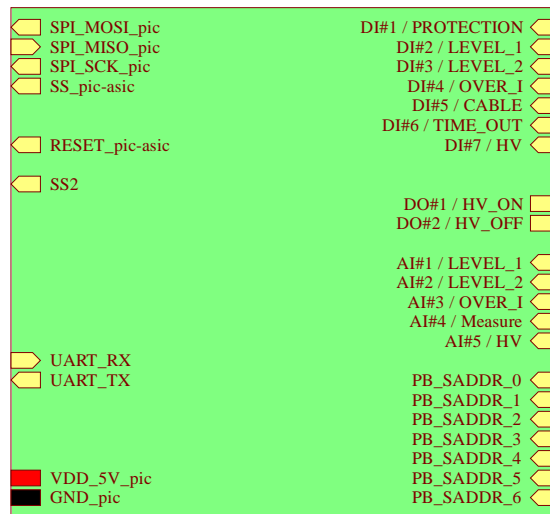 SPI_MOSI_pic
SPI_MISO_pic
SPI_SCK_pic
SS_pic-asic
RESET_pic-asic
SS2
UART_RX
UART_TX
VDD_5V_pic
GND_pic
DI#1 / PROTECTION
DI#2 / LEVEL_1
DI#3 / LEVEL_2
DI#4 / OVER_I
DI#5 / CABLE
DI#6 / TIME_OUT
DI#7 / HV
DO#1 / HV_ON
DO#2 / HV_OFF
AI#1 / LEVEL_1
AI#2 / LEVEL_2
AI#3 / OVER_I
AI#4 / Measure
AI#5 / HV
PB_SADDR_0
PB_SADDR_1
PB_SADDR_2
PB_SADDR_3
PB_SADDR_4
PB_SADDR_5
PB_SADDR_6